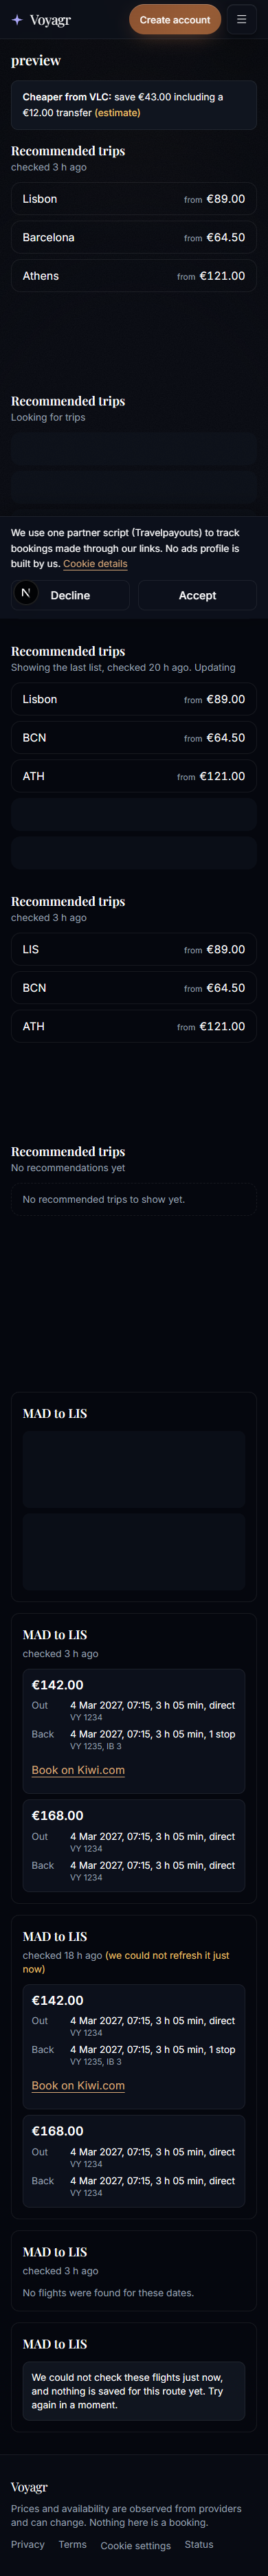 Voyagr
Create account
preview
Cheaper from VLC: save €43.00 including a
€12.00 transfer (estimate)
Recommended trips
checked 3 h ago
Lisbon from €89.00
Barcelona from €64.50
Athens from €121.00
Recommended trips
Looking for trips
We use one partner script (Travelpayouts) to track
bookings made through our links. No ads profile is
built by us. Cookie details
N
Decline
Accept
Recommended trips
Showing the last list, checked 20 h ago. Updating
Lisbon from €89.00
BCN from €64.50
ATH from €121.00
Recommended trips
checked 3 h ago
LIS from €89.00
BCN from €64.50
ATH from €121.00
Recommended trips
No recommendations yet
No recommended trips to show yet.
MAD to LIS
MAD to LIS
checked 3 h ago
€142.00
Out 4 Mar 2027, 07:15, 3 h 05 min, direct
VY 1234
Back 4 Mar 2027, 07:15, 3 h 05 min, 1 stop
VY 1235, IB 3
Book on Kiwi.com
€168.00
Out 4 Mar 2027, 07:15, 3 h 05 min, direct
VY 1234
Back 4 Mar 2027, 07:15, 3 h 05 min, direct
VY 1234
MAD to LIS
checked 18 h ago (we could not refresh it just
now)
€142.00
Out 4 Mar 2027, 07:15, 3 h 05 min, direct
VY 1234
Back 4 Mar 2027, 07:15, 3 h 05 min, 1 stop
VY 1235, IB 3
Book on Kiwi.com
€168.00
Out 4 Mar 2027, 07:15, 3 h 05 min, direct
VY 1234
Back 4 Mar 2027, 07:15, 3 h 05 min, direct
VY 1234
MAD to LIS
checked 3 h ago
No flights were found for these dates.
MAD to LIS
We could not check these flights just now,
and nothing is saved for this route yet. Try
again in a moment.
Voyagr
Prices and availability are observed from providers
and can change. Nothing here is a booking.
Privacy Terms Cookie settings Status